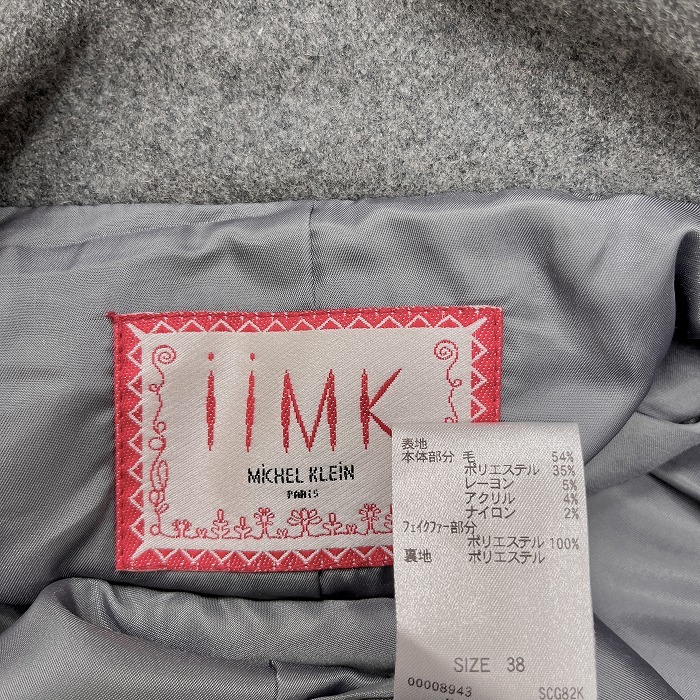 iiMK
MiCHEL KLEiN
PARiS
表地
本体部分 毛 54%
ポリエステル 35%
レーヨン 5%
アクリル 4%
ナイロン 2%
フェイクファー部分
ポリエステル 100%
裏地 ポリエステル
SIZE 38
00008943 SCG82K